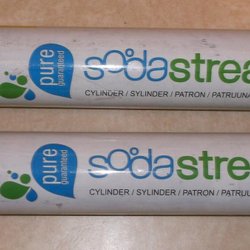 pure
guaranteed
sodastrea
CYLINDER / SYLINDER / PATRON / PATRUUNA
pure
guaranteed
sodastre
CYLINDER / SYLINDER / PATRON / PATRUU